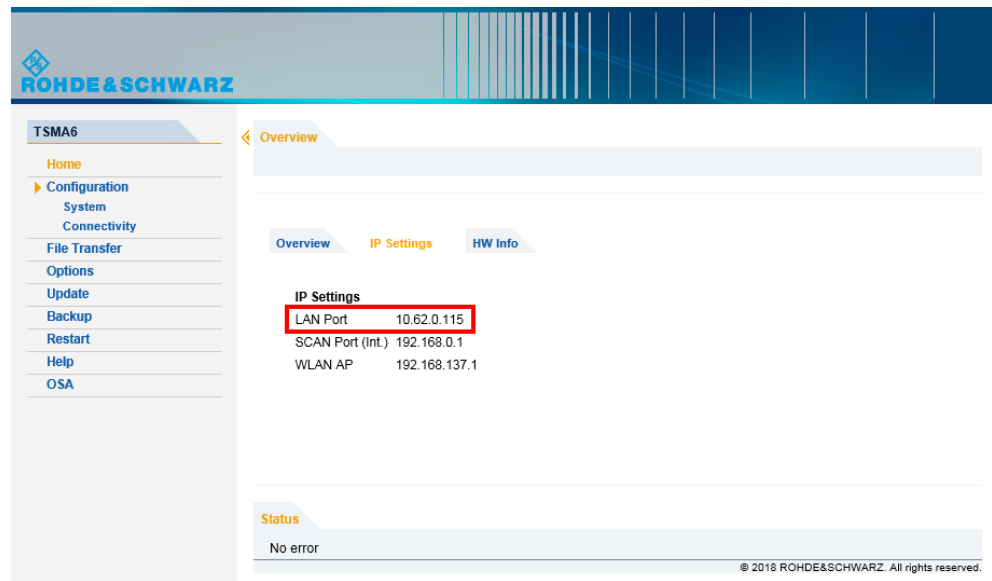 ROHDE&SCHWARZ
TSMA6
Home
Configuration
System
Connectivity
File Transfer
Options
Update
Backup
Restart
Help
OSA
Overview
Overview IP Settings HW Info
IP Settings
LAN Port 10.62.0.115
SCAN Port (Int.) 192.168.0.1
WLAN AP 192.168.137.1
Status
No error
© 2018 ROHDE&SCHWARZ. All rights reserved.